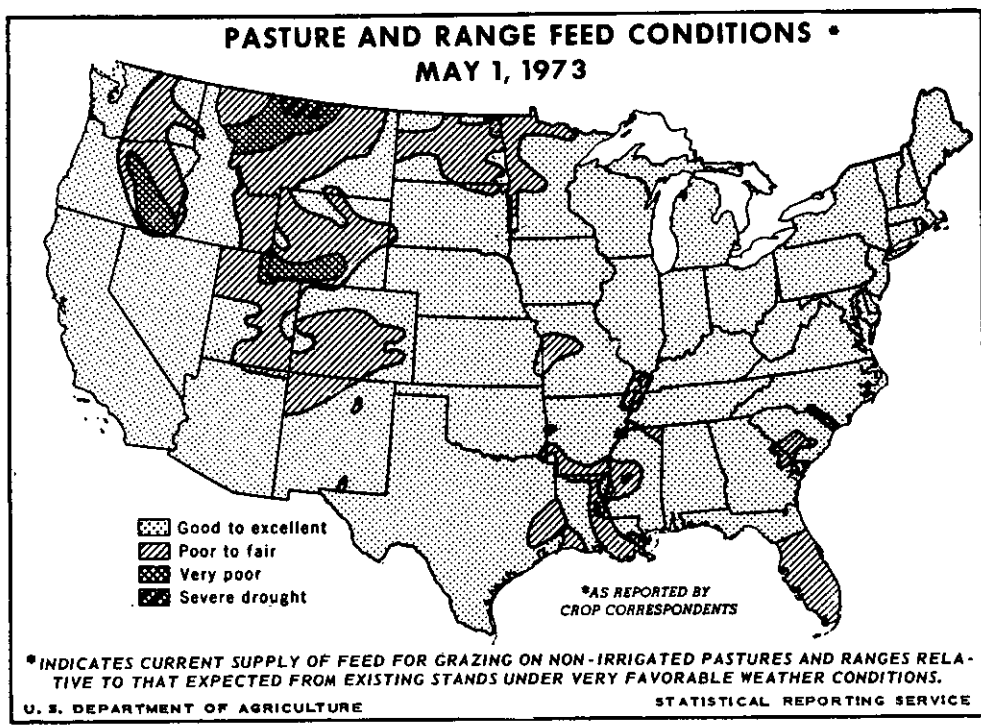 PASTURE AND RANGE FEED CONDITIONS *
MAY 1, 1973
Good to excellent
Poor to fair
Very poor
Severe drought
*AS REPORTED BY
CROP CORRESPONDENTS
*INDICATES CURRENT SUPPLY OF FEED FOR GRAZING ON NON-IRRIGATED PASTURES AND RANGES RELA-
TIVE TO THAT EXPECTED FROM EXISTING STANDS UNDER VERY FAVORABLE WEATHER CONDITIONS.
U. S. DEPARTMENT OF AGRICULTURE
STATISTICAL REPORTING SERVICE